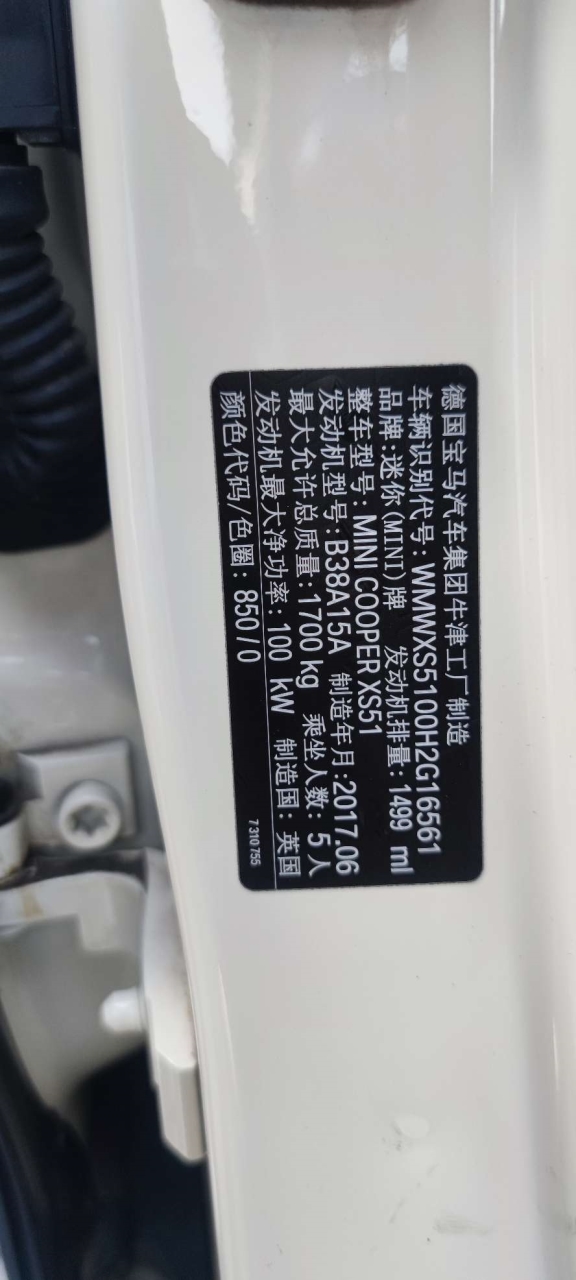 德国宝马汽车集团牛津工厂制造
车辆识别代号: WMWXS5100H2G16561
品牌:迷你(MINI)牌 发动机排量: 1499 ml
整车型号: MINI COOPER XS51
发动机型号:B38A15A 制造年月:2017.06
最大允许总质量:1700 kg 乘坐人数: 5人
发动机最大净功率:100 kW 制造国: 英国
颜色代码/色圈: 850 / 0
7 310 755